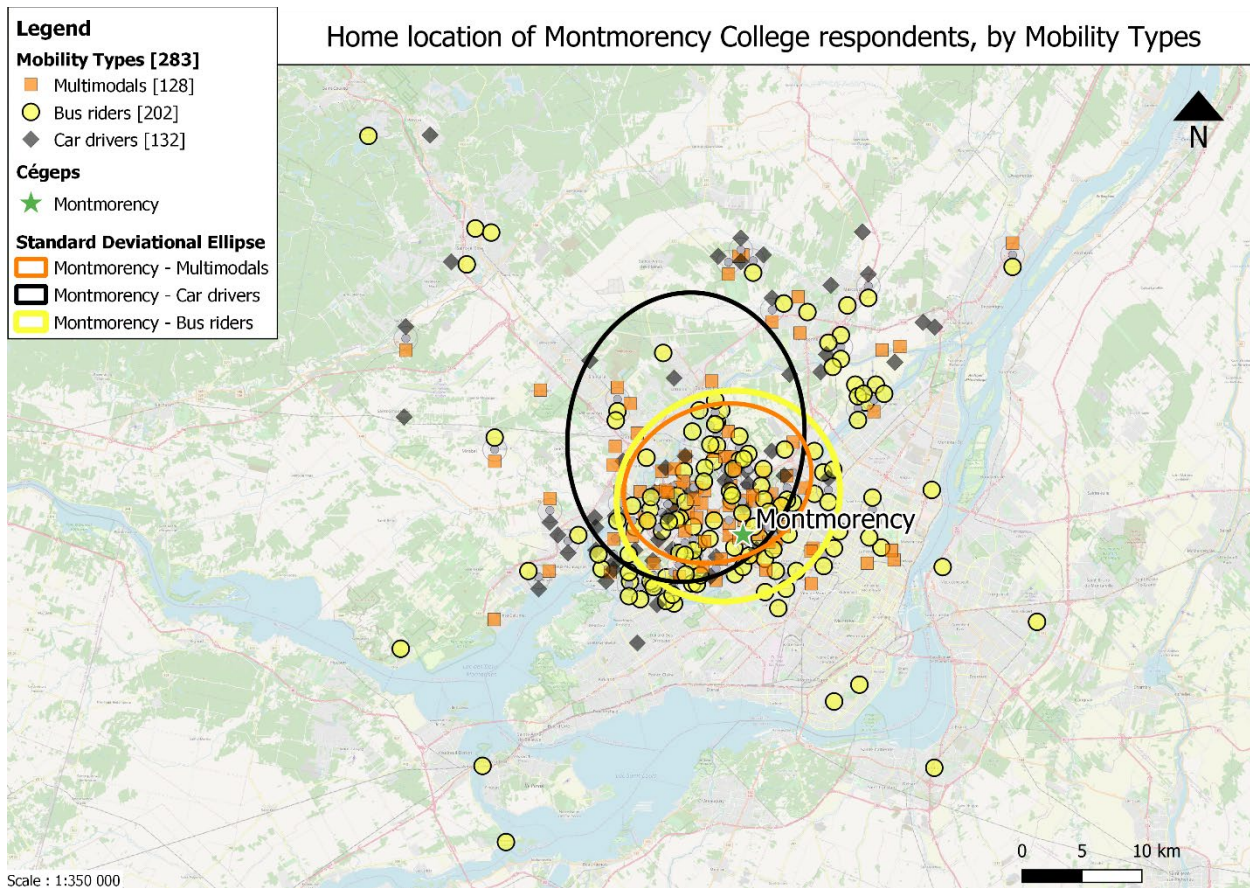 Home location of Montmorency College respondents, by Mobility Types
Legend
Mobility Types [283]
Multimodals [128]
Bus riders [202]
Car drivers [132]
Cégeps
Montmorency
Standard Deviational Ellipse
Montmorency - Multimodals
Montmorency - Car drivers
Montmorency - Bus riders
N
Montmorency
0 5 10 km
Scale : 1:350 000